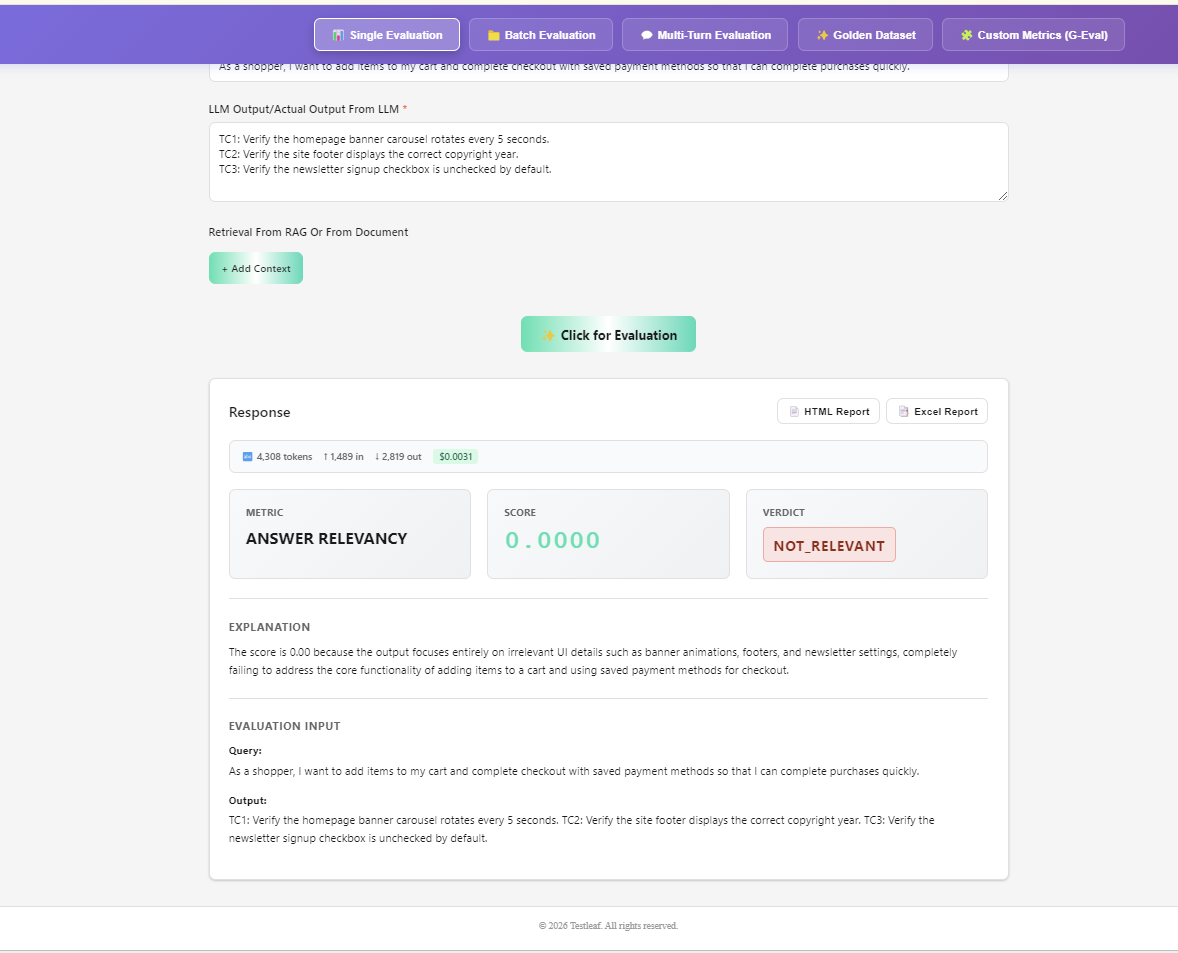 Single Evaluation
Batch Evaluation
Multi-Turn Evaluation
Golden Dataset
Custom Metrics (G-Eval)
As a shopper, I want to add items to my cart and complete checkout with saved payment methods so that I can complete purchases quickly.
LLM Output/Actual Output From LLM *
TC1: Verify the homepage banner carousel rotates every 5 seconds.
TC2: Verify the site footer displays the correct copyright year.
TC3: Verify the newsletter signup checkbox is unchecked by default.
Retrieval From RAG Or From Document
+ Add Context
✨ Click for Evaluation
Response
HTML Report
Excel Report
4,308 tokens ↑ 1,489 in ↓ 2,819 out $0.0031
METRIC
ANSWER RELEVANCY
SCORE
0.0000
VERDICT
NOT_RELEVANT
EXPLANATION
The score is 0.00 because the output focuses entirely on irrelevant UI details such as banner animations, footers, and newsletter settings, completely
failing to address the core functionality of adding items to a cart and using saved payment methods for checkout.
EVALUATION INPUT
Query:
As a shopper, I want to add items to my cart and complete checkout with saved payment methods so that I can complete purchases quickly.
Output:
TC1: Verify the homepage banner carousel rotates every 5 seconds. TC2: Verify the site footer displays the correct copyright year. TC3: Verify the
newsletter signup checkbox is unchecked by default.
© 2026 Testleaf. All rights reserved.